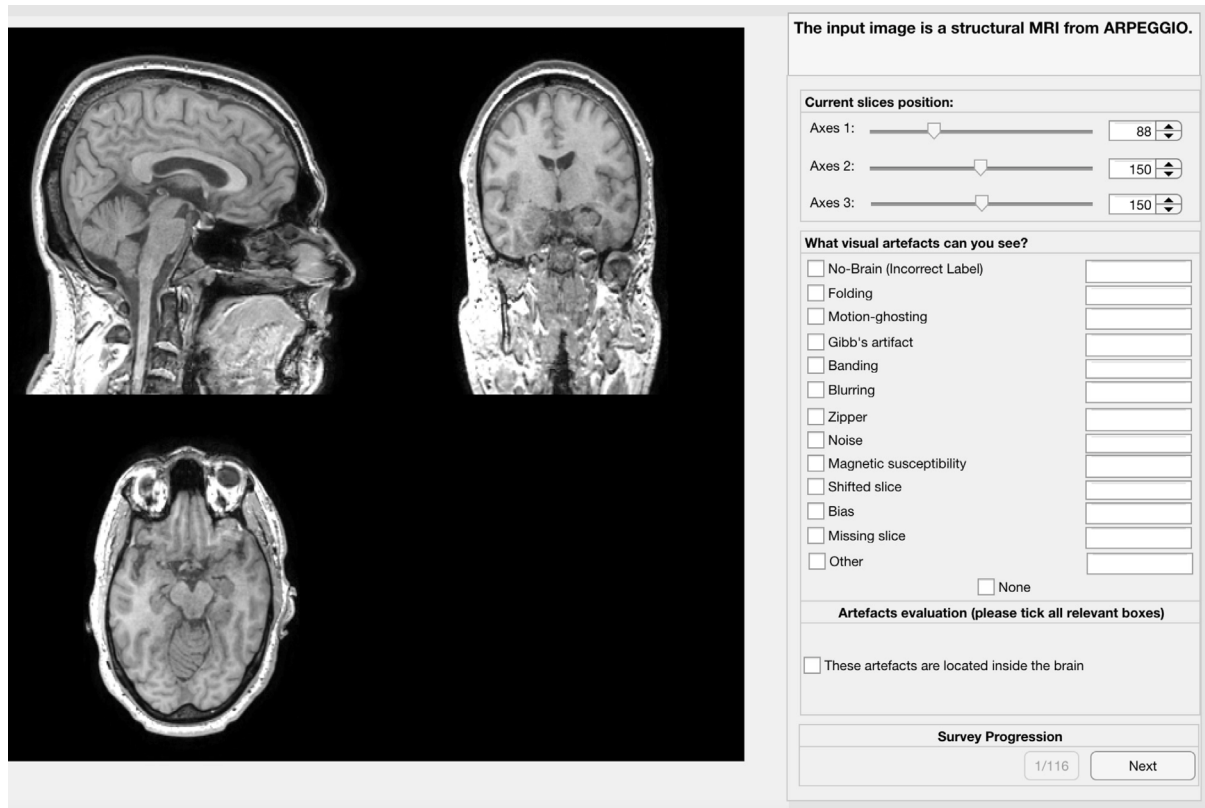 The input image is a structural MRI from ARPEGGIO.
Current slices position:
Axes 1: 88
Axes 2: 150
Axes 3: 150
What visual artefacts can you see?
No-Brain (Incorrect Label)
Folding
Motion-ghosting
Gibb's artifact
Banding
Blurring
Zipper
Noise
Magnetic susceptibility
Shifted slice
Bias
Missing slice
Other
None
Artefacts evaluation (please tick all relevant boxes)
These artefacts are located inside the brain
Survey Progression
1/116 Next